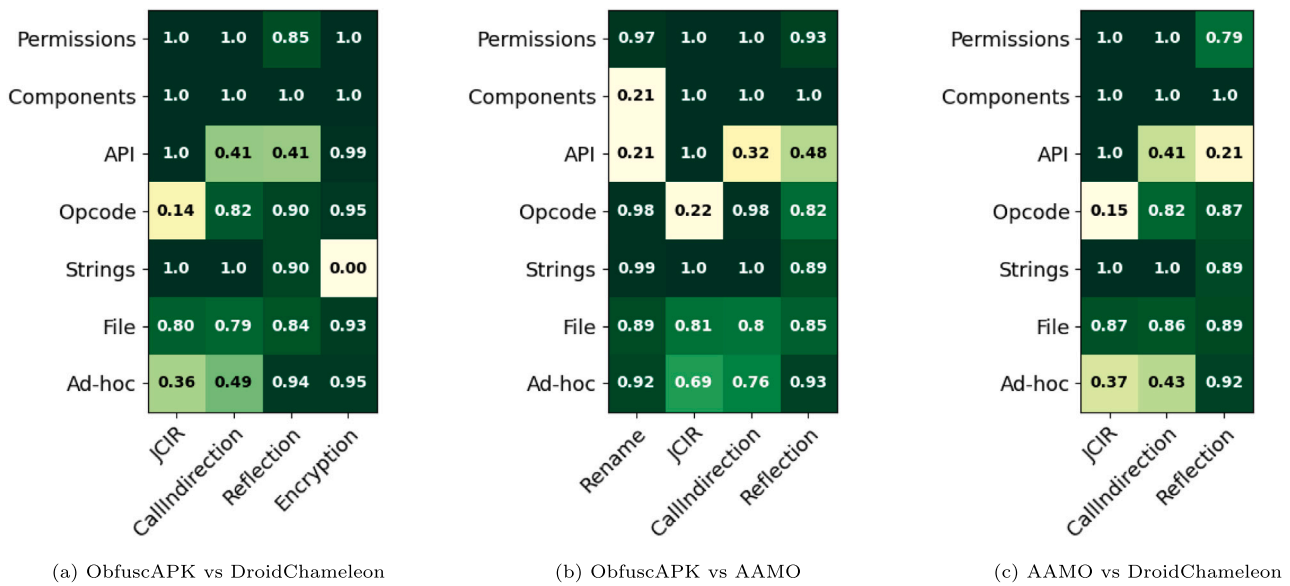 Permissions 1.0 1.0 0.85 1.0
Components 1.0 1.0 1.0 1.0
API 1.0 0.41 0.41 0.99
Opcode 0.14 0.82 0.90 0.95
Strings 1.0 1.0 0.90 0.00
File 0.80 0.79 0.84 0.93
Ad-hoc 0.36 0.49 0.94 0.95
JCIR CallIndirection Reflection Encryption
(a) ObfuscAPK vs DroidChameleon
Permissions 0.97 1.0 1.0 0.93
Components 0.21 1.0 1.0 1.0
API 0.21 1.0 0.32 0.48
Opcode 0.98 0.22 0.98 0.82
Strings 0.99 1.0 1.0 0.89
File 0.89 0.81 0.8 0.85
Ad-hoc 0.92 0.69 0.76 0.93
Rename JCIR CallIndirection Reflection
(b) ObfuscAPK vs AAMO
Permissions 1.0 1.0 0.79
Components 1.0 1.0 1.0
API 1.0 0.41 0.21
Opcode 0.15 0.82 0.87
Strings 1.0 1.0 0.89
File 0.87 0.86 0.89
Ad-hoc 0.37 0.43 0.92
JCIR CallIndirection Reflection
(c) AAMO vs DroidChameleon